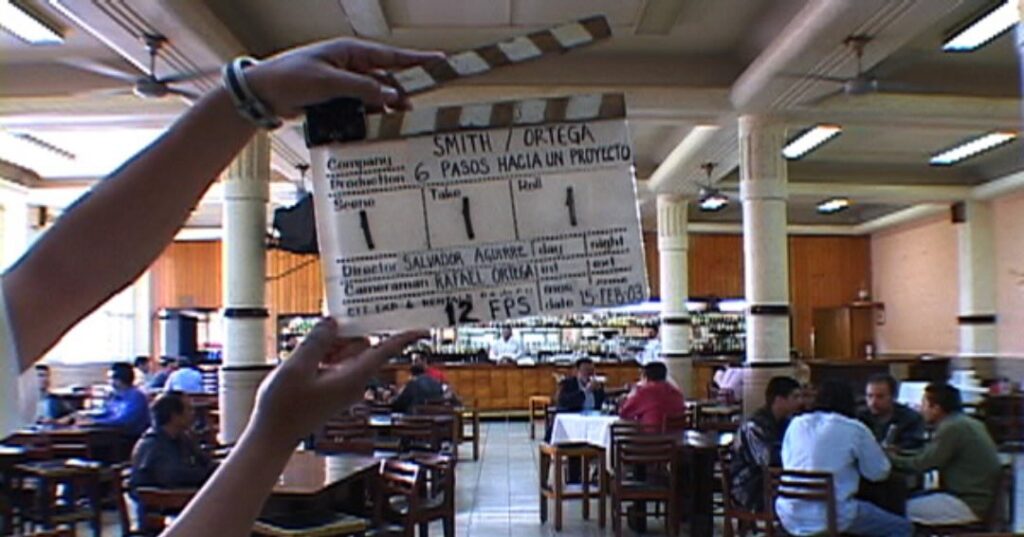 SMITH / ORTEGA
Company
Production 6 PASOS HACIA UN PROYECTO
Scene Take Roll
1 1 1
Director SALVADOR AGUIRRE day night
Cameraman RAFAEL ORTEGA int ext
12 FPS
date 15-FEB-03